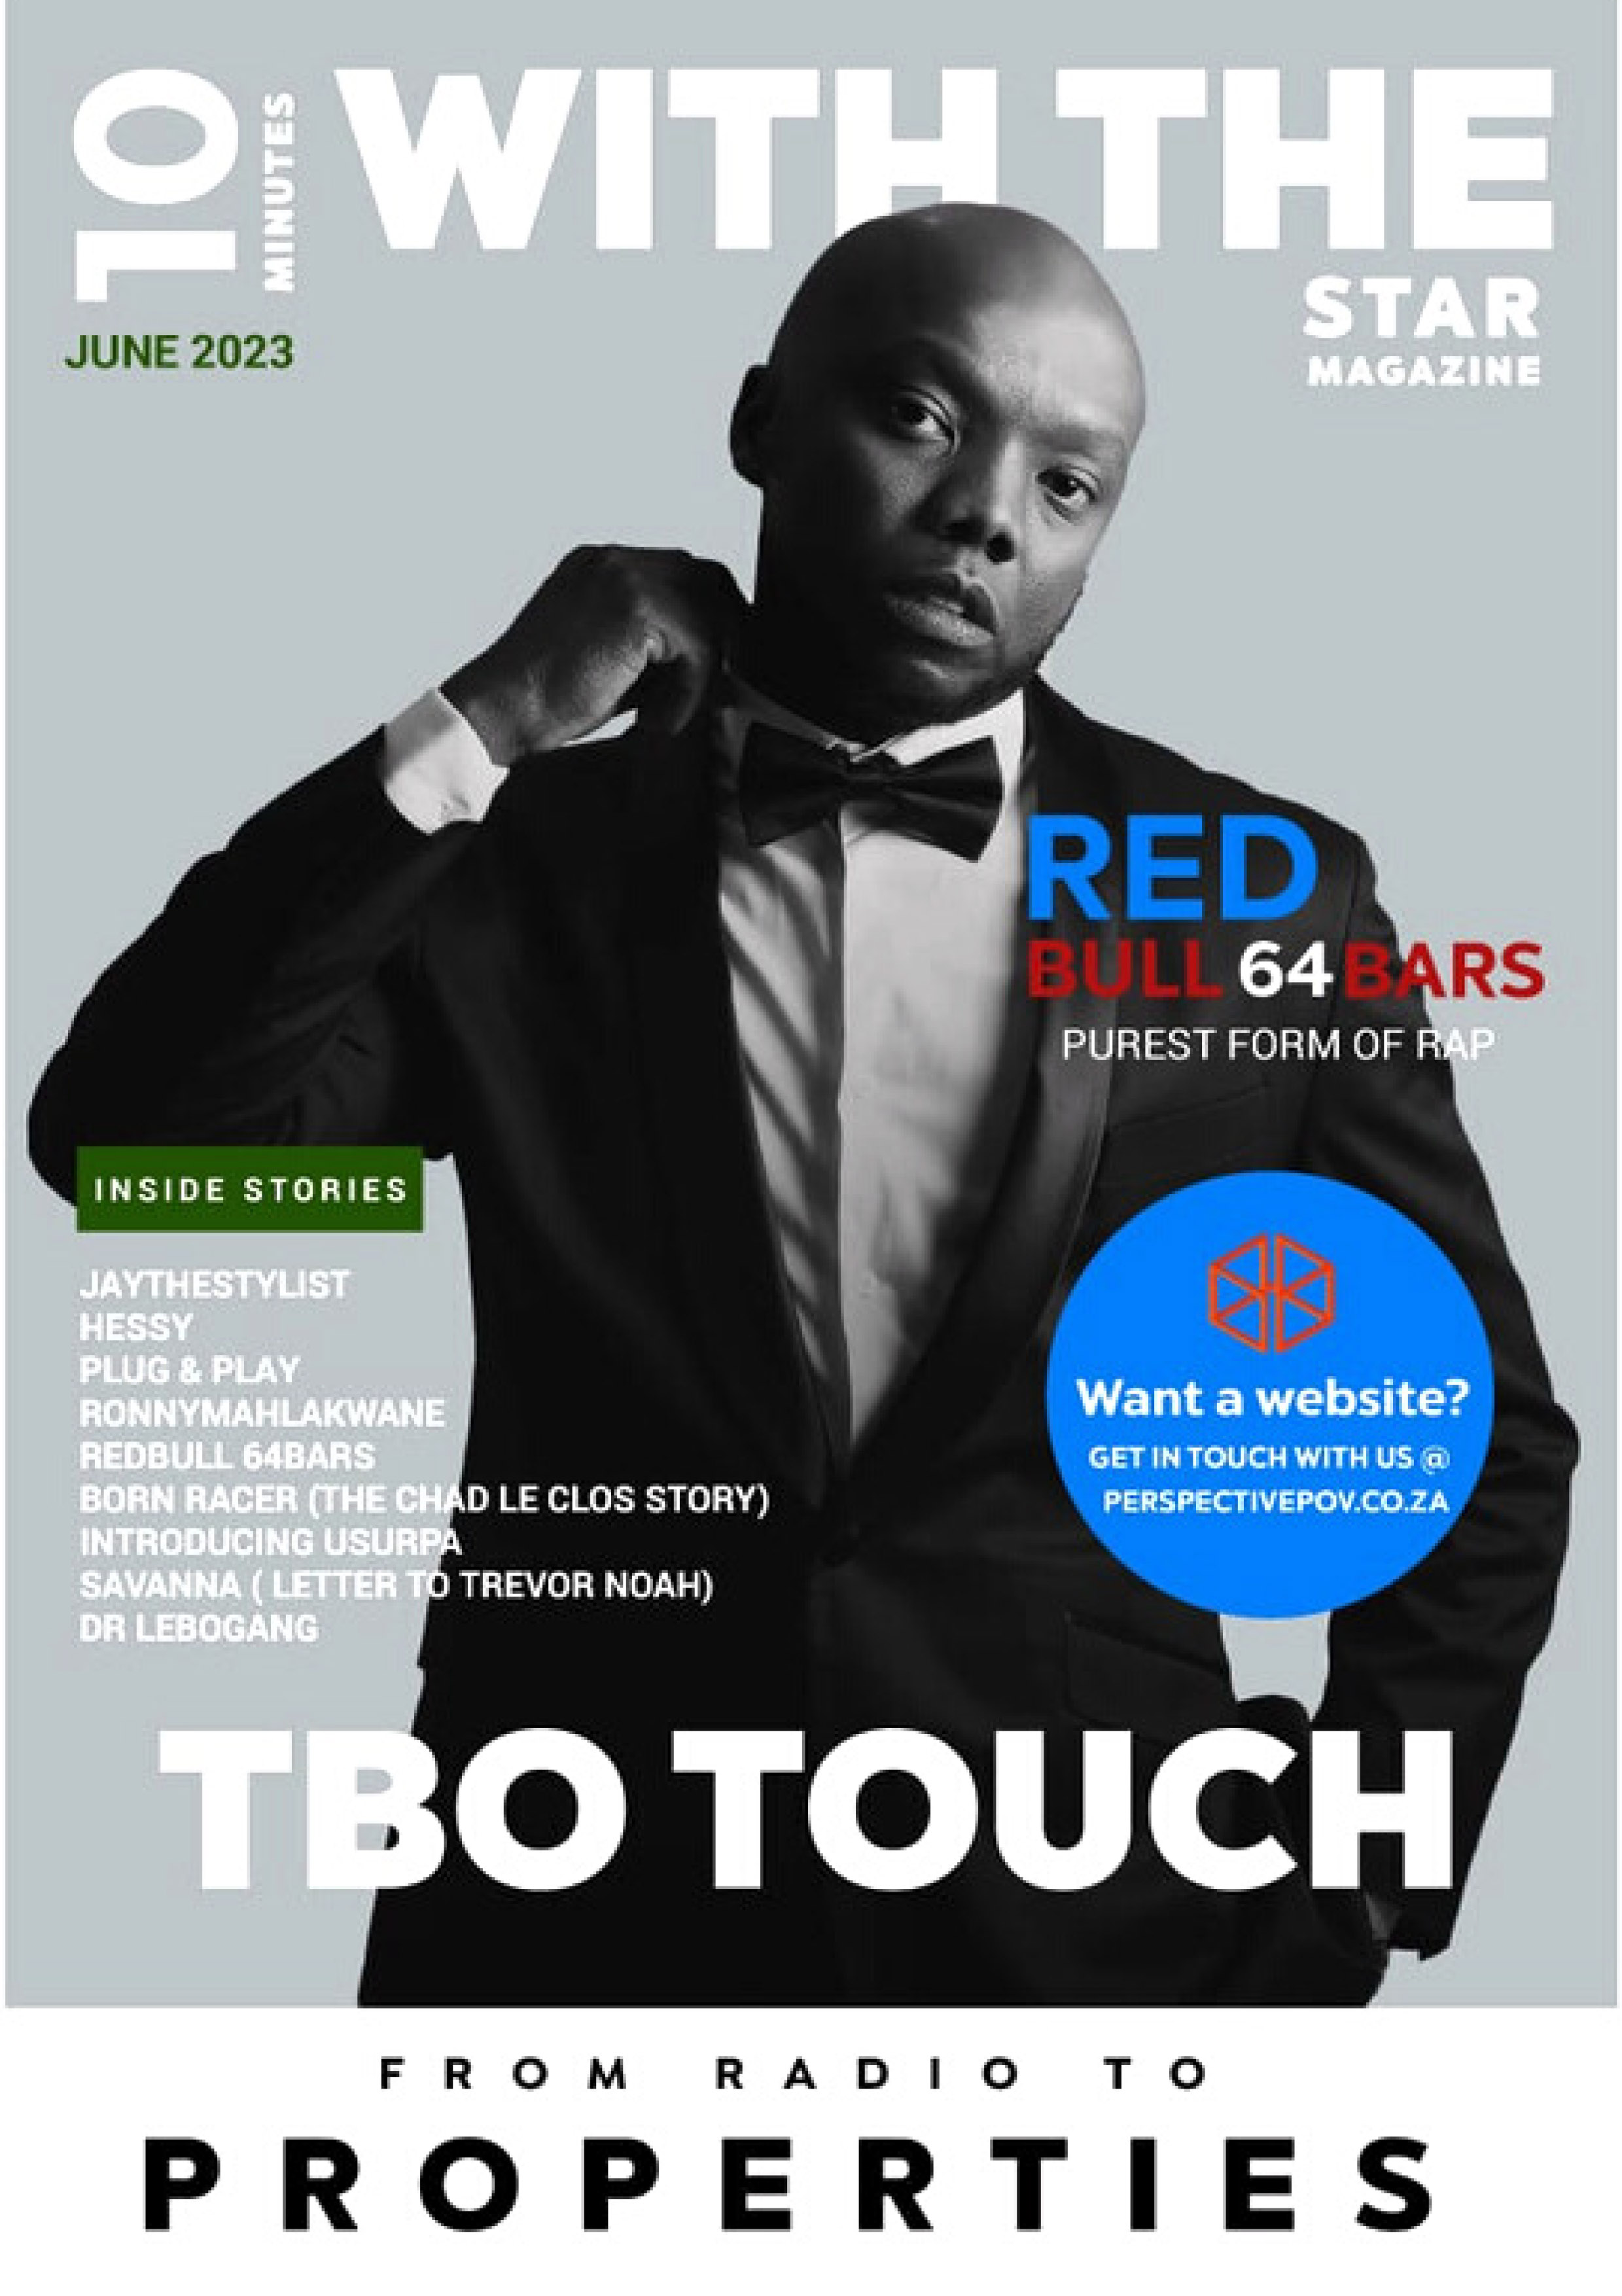 10
MINUTES
WITH THE
STAR
MAGAZINE
JUNE 2023
RED
BULL 64 BARS
PUREST FORM OF RAP
INSIDE STORIES
JAYTHESTYLIST
HESSY
PLUG & PLAY
RONNYMAHLAKWANE
REDBULL 64BARS
BORN RACER (THE CHAD LE CLOS STORY)
INTRODUCING USURPA
SAVANNA ( LETTER TO TREVOR NOAH)
DR LEBOGANG
Want a website?
GET IN TOUCH WITH US @
PERSPECTIVEPOV.CO.ZA
TBO TOUCH
FROM RADIO TO
PROPERTIES